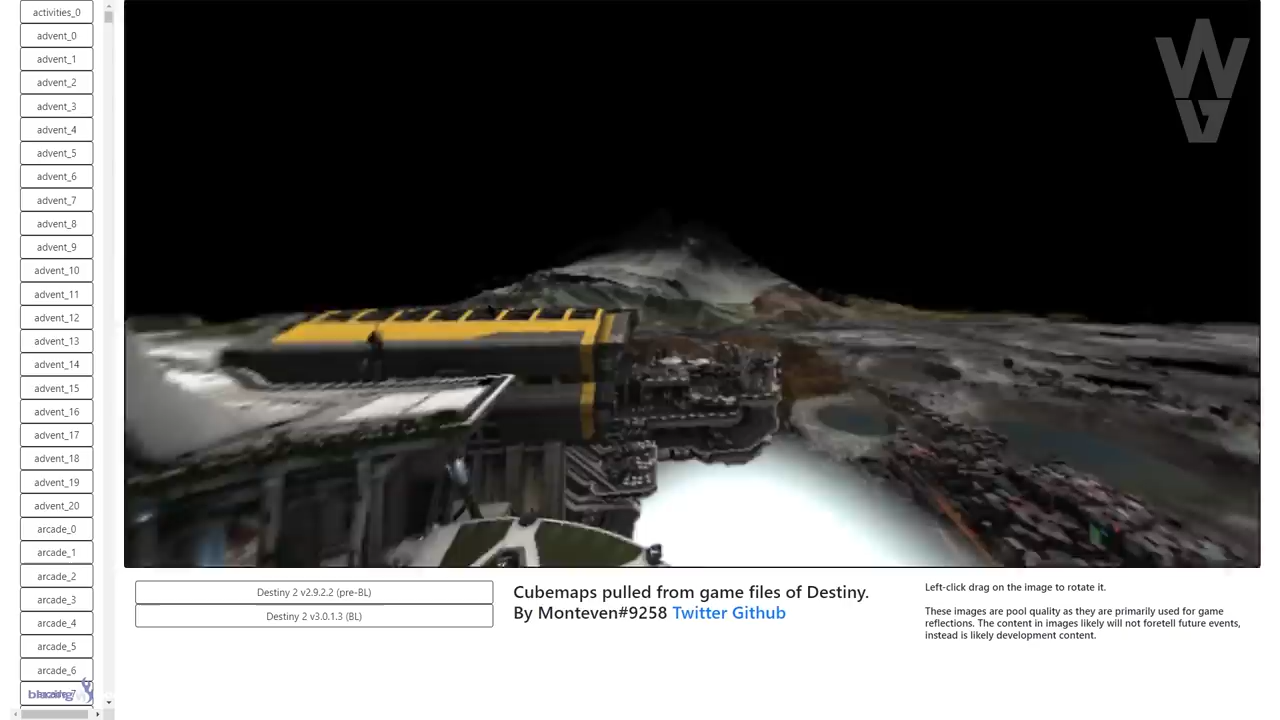 activities_0
advent_0
advent_1
advent_2
advent_3
advent_4
advent_5
advent_6
advent_7
advent_8
advent_9
advent_10
advent_11
advent_12
advent_13
advent_14
advent_15
advent_16
advent_17
advent_18
advent_19
advent_20
arcade_0
arcade_1
arcade_2
arcade_3
arcade_4
arcade_5
arcade_6
Destiny 2 v2.9.2.2 (pre-BL)
Destiny 2 v3.0.1.3 (BL)
Cubemaps pulled from game files of Destiny.
By Monteven#9258 Twitter Github
Left-click drag on the image to rotate it.
These images are pool quality as they are primarily used for game
reflections. The content in images likely will not foretell future events,
instead is likely development content.